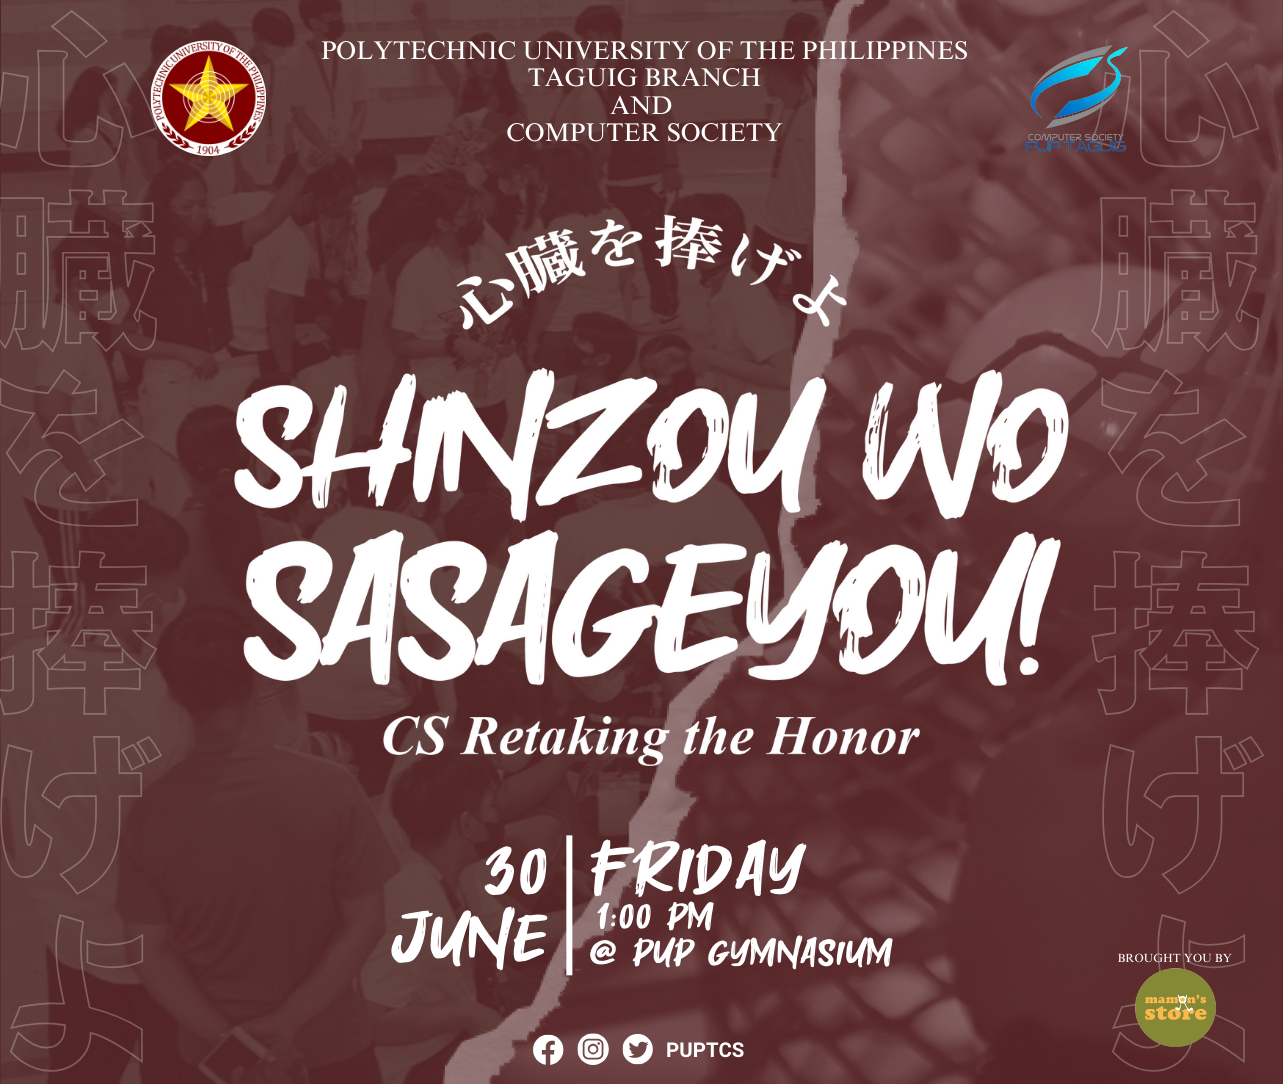 POLYTECHNIC UNIVERSITY OF THE PHILIPPINES
TAGUIG BRANCH
AND
COMPUTER SOCIETY
POLYTECHNIC UNIVERSITY OF THE PHILIPPINES
1904
COMPUTER SOCIETY
PUP TAGUIG
心臓を捧げよ
心臓を捧げよ
心臓を捧げよ
SHINZOU WO
SASAGEYOU!
CS Retaking the Honor
30
JUNE
FRIDAY
1:00 PM
@ PUP GYMNASIUM
BROUGHT YOU BY
mamon's
store
PUPTCS